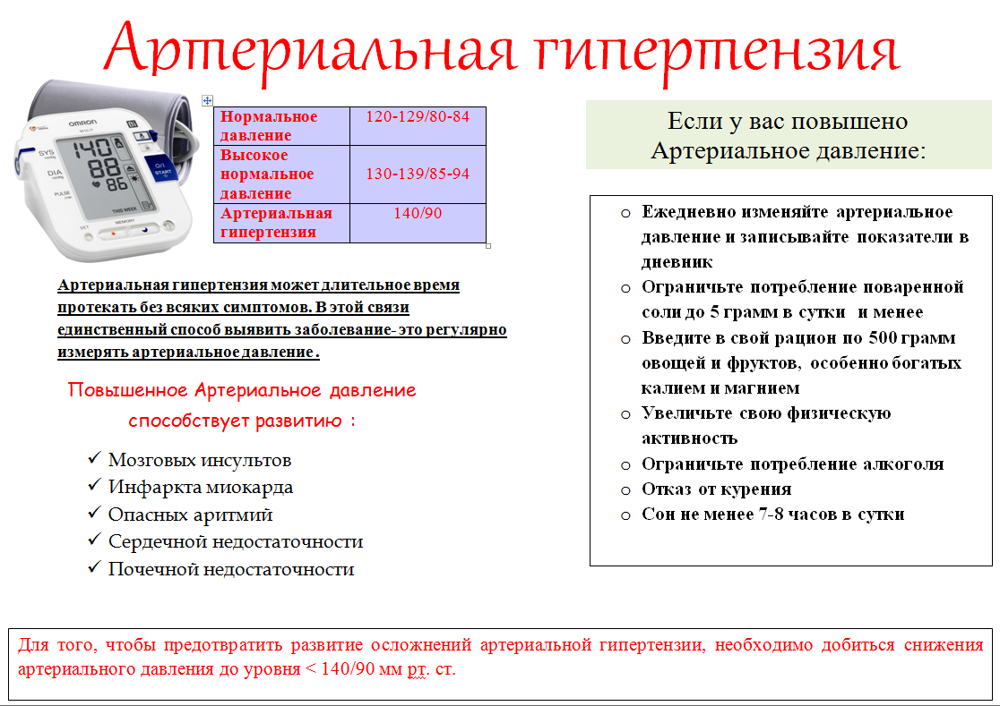 Артериальная гипертензия
OMRON
M10-IT
SYS
mmHg
DIA
mmHg
PULSE
/min
140
88
86
THIS WEEK
MEMORY
SET
O/I
START
Нормальное
давление
120-129/80-84
Высокое
нормальное
давление
130-139/85-94
Артериальная
гипертензия
140/90
Артериальная гипертензия может длительное время
протекать без всяких симптомов. В этой связи
единственный способ выявить заболевание- это регулярно
измерять артериальное давление .
Повышенное Артериальное давление
способствует развитию :
✓ Мозговых инсультов
✓ Инфаркта миокарда
✓ Опасных аритмий
✓ Сердечной недостаточности
✓ Почечной недостаточности
Если у вас повышено
Артериальное давление:
o Ежедневно изменяйте артериальное
давление и записывайте показатели в
дневник
o Ограничьте потребление поваренной
соли до 5 грамм в сутки и менее
o Введите в свой рацион по 500 грамм
овощей и фруктов, особенно богатых
калием и магнием
o Увеличьте свою физическую
активность
o Ограничьте потребление алкоголя
o Отказ от курения
o Сон не менее 7-8 часов в сутки
Для того, чтобы предотвратить развитие осложнений артериальной гипертензии, необходимо добиться снижения
артериального давления до уровня < 140/90 мм рт. ст.